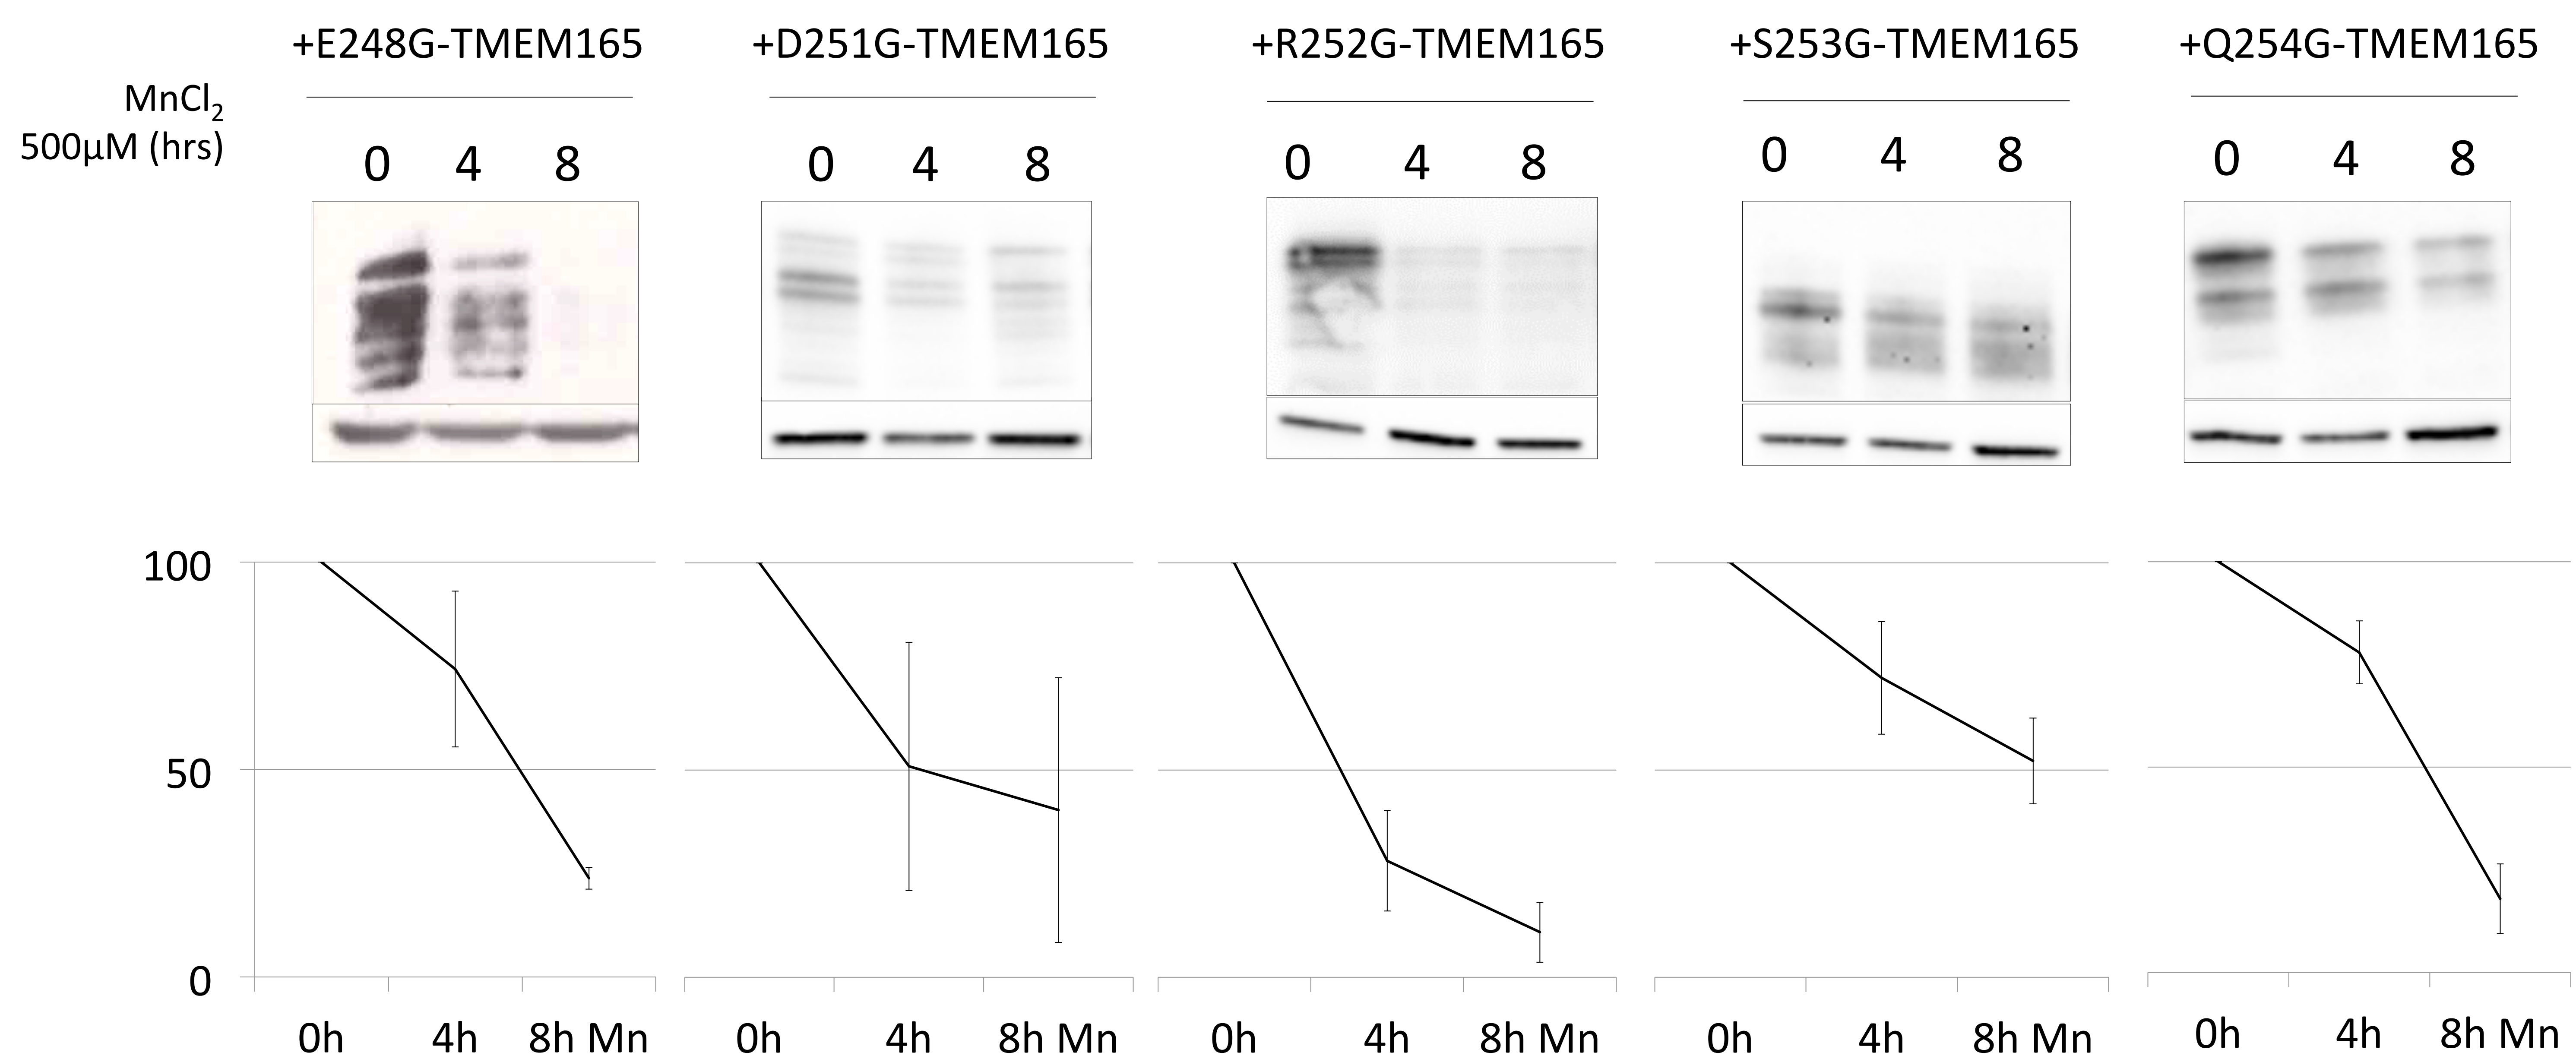 +E248G-TMEM165 +D251G-TMEM165 +R252G-TMEM165 +S253G-TMEM165 +Q254G-TMEM165
MnCl₂
500µM (hrs)
0 4 8 0 4 8 0 4 8 0 4 8 0 4 8
100
50
0
0h 4h 8h Mn 0h 4h 8h Mn 0h 4h 8h Mn 0h 4h 8h Mn 0h 4h 8h Mn